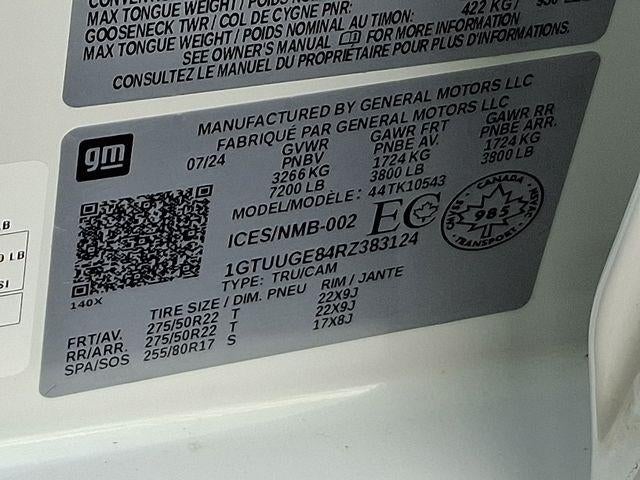 MAX TONGUE WEIGHT / POIDS
GOOSENECK TWR / COL DE CYGNE PNR:
MAX TONGUE WEIGHT / POIDS NOMINAL AU TIMON: 422 KG /
SEE OWNER'S MANUAL FOR MORE INFORMATION
CONSULTEZ LE MANUEL DU PROPRIÉTAIRE POUR PLUS D'INFORMATIONS.
gm
MANUFACTURED BY GENERAL MOTORS LLC
FABRIQUÉ PAR GENERAL MOTORS LLC
07/24 GVWR GAWR FRT GAWR RR
PNBV PNBE AV. PNBE ARR.
3266 KG 1724 KG 1724 KG
7200 LB 3800 LB 3800 LB
MODEL/MODÈLE: 44TK10543
ICES/NMB-002 EC
CANADA
985
TRANSPORT
1GTUUGE84RZ383124
140X
TYPE: TRU/CAM
TIRE SIZE / DIM. PNEU RIM / JANTE
FRT/AV. 275/50R22 T 22X9J
RR/ARR. 275/50R22 T 22X9J
SPA/SOS 255/80R17 S 17X8J
LB